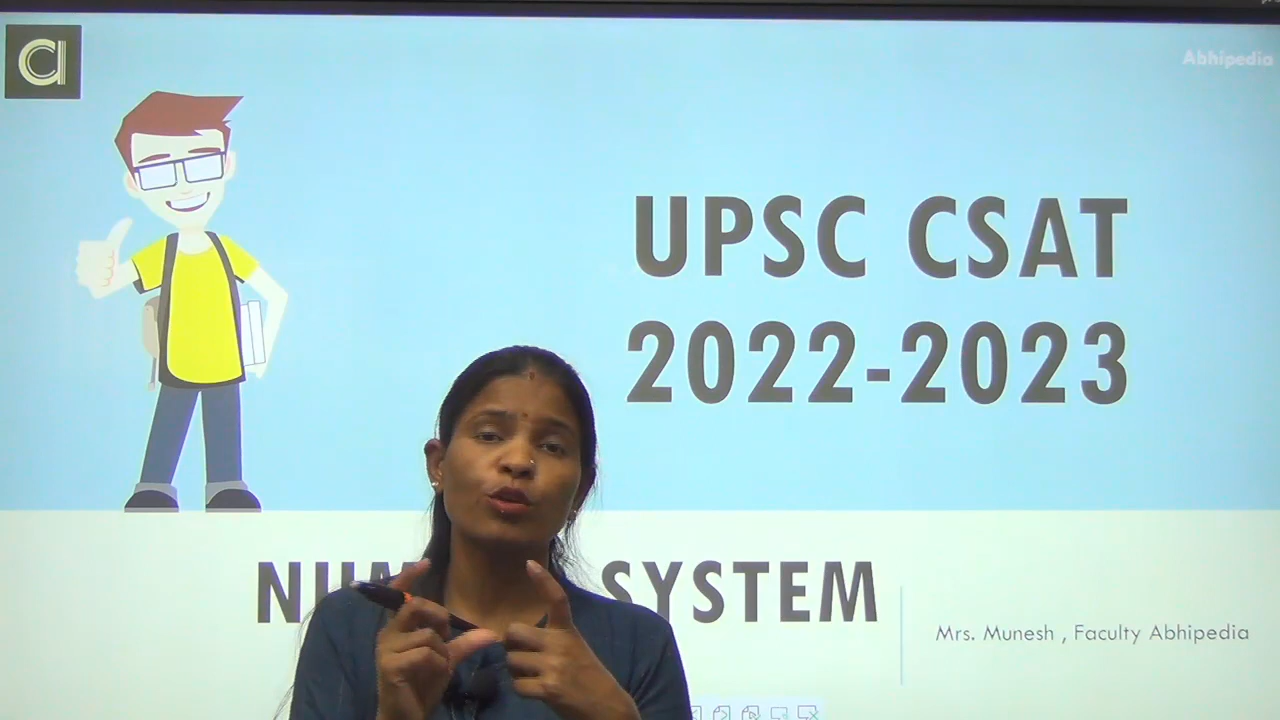 Abhipedia
UPSC CSAT
2022-2023
SYSTEM
Mrs. Munesh , Faculty Abhipedia